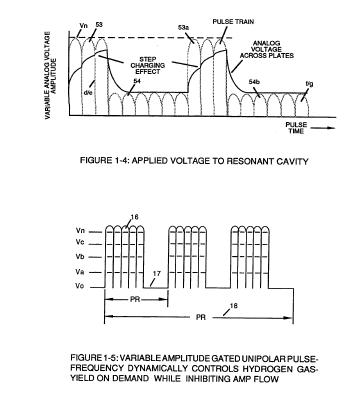 Vn
53
53a
PULSE TRAIN
VARIABLE ANALOG VOLTAGE
AMPLITUDE
STEP
CHARGING
EFFECT
54
ANALOG
VOLTAGE
ACROSS PLATES
d/e
54b
f/g
PULSE
TIME
FIGURE 1-4: APPLIED VOLTAGE TO RESONANT CAVITY
16
Vn
Vc
Vb
Va
Vo
17
PR
PR
18
FIGURE 1-5: VARIABLE AMPLITUDE GATED UNIPOLAR PULSE-
FREQUENCY DYNAMICALLY CONTROLS HYDROGEN GAS-
YIELD ON DEMAND WHILE INHIBITING AMP FLOW